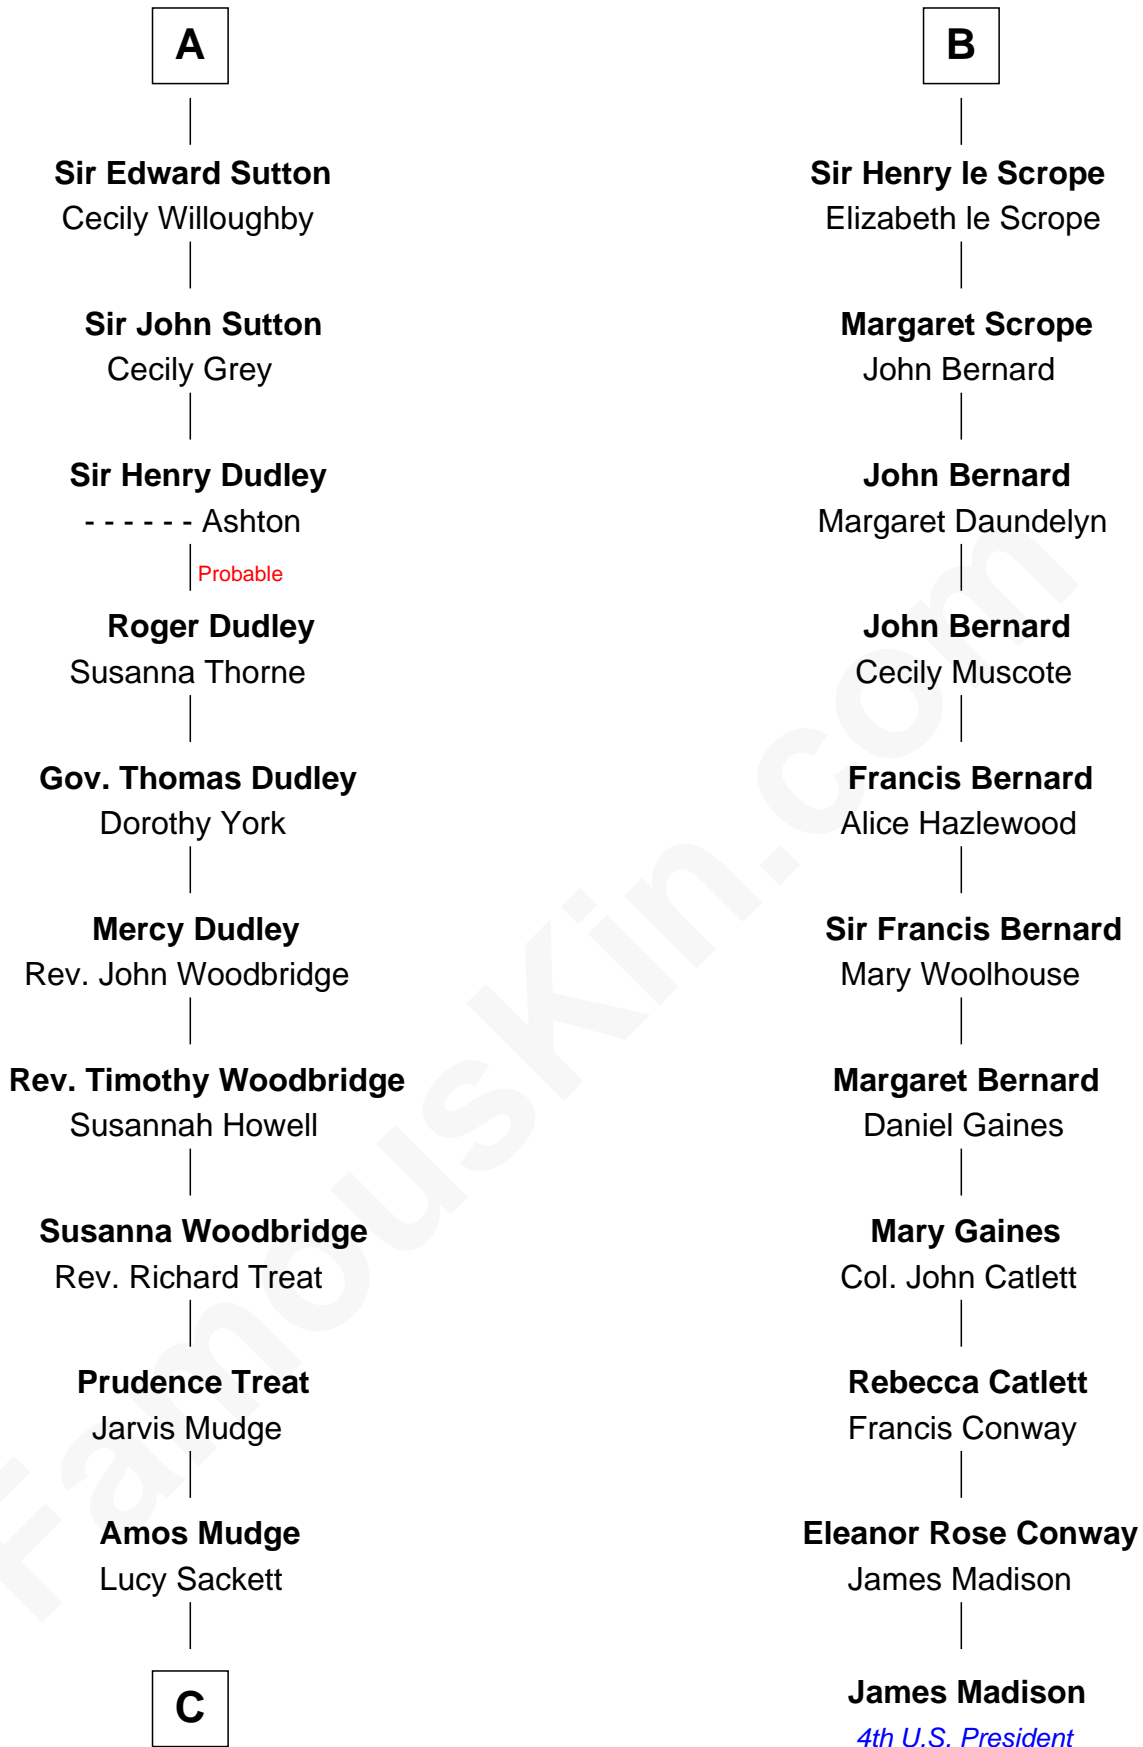 A
Sir Edward Sutton
Cecily Willoughby
Sir John Sutton
Cecily Grey
Sir Henry Dudley
- - - - - - Ashton
Probable
Roger Dudley
Susanna Thorne
Gov. Thomas Dudley
Dorothy York
Mercy Dudley
Rev. John Woodbridge
Rev. Timothy Woodbridge
Susannah Howell
Susanna Woodbridge
Rev. Richard Treat
Prudence Treat
Jarvis Mudge
Amos Mudge
Lucy Sackett
C
B
Sir Henry le Scrope
Elizabeth le Scrope
Margaret Scrope
John Bernard
John Bernard
Margaret Daundelyn
John Bernard
Cecily Muscote
Francis Bernard
Alice Hazlewood
Sir Francis Bernard
Mary Woolhouse
Margaret Bernard
Daniel Gaines
Mary Gaines
Col. John Catlett
Rebecca Catlett
Francis Conway
Eleanor Rose Conway
James Madison
James Madison
4th U.S. President
FamousKin.com